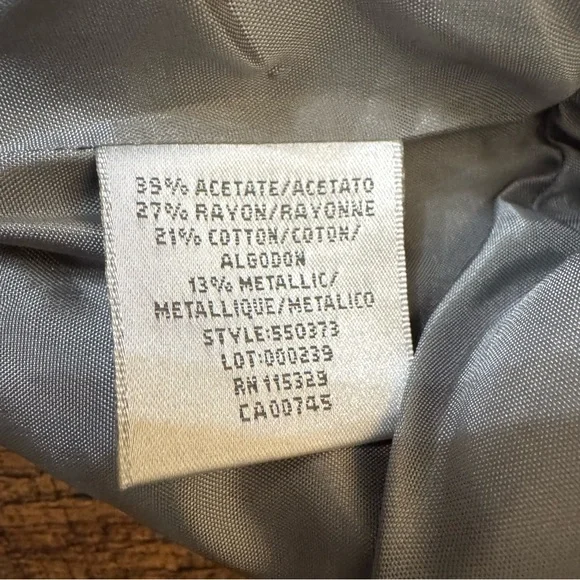 39% ACETATE/ACETATO
27% RAYON/RAYONNE
21% COTTON/COTON/
ALGODON
13% METALLIC/
METALLIQUE/METALICO
STYLE:550373
LOT:000239
RN 115329
CA00745